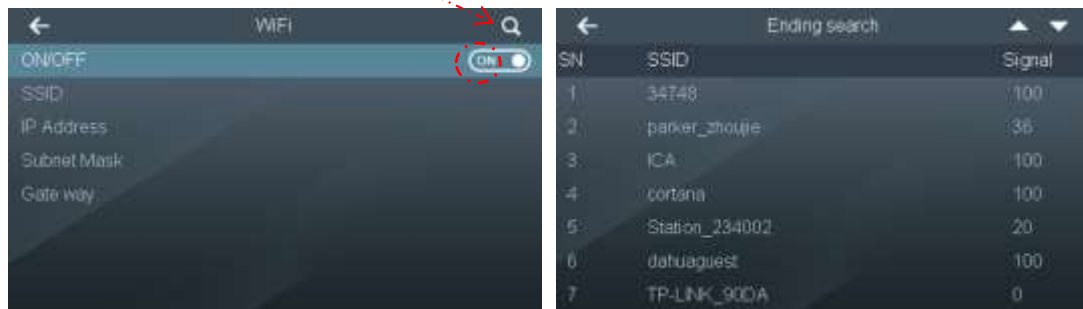 WiFi
ON/OFF ON
SSID
IP Address
Subnet Mask
Gate way
Ending search
SN SSID Signal
1 34748 100
2 parker_zhoujie 36
3 ICA 100
4 cortana 100
5 Station_234002 20
6 dahuaguest 100
7 TP-LINK_90DA 0